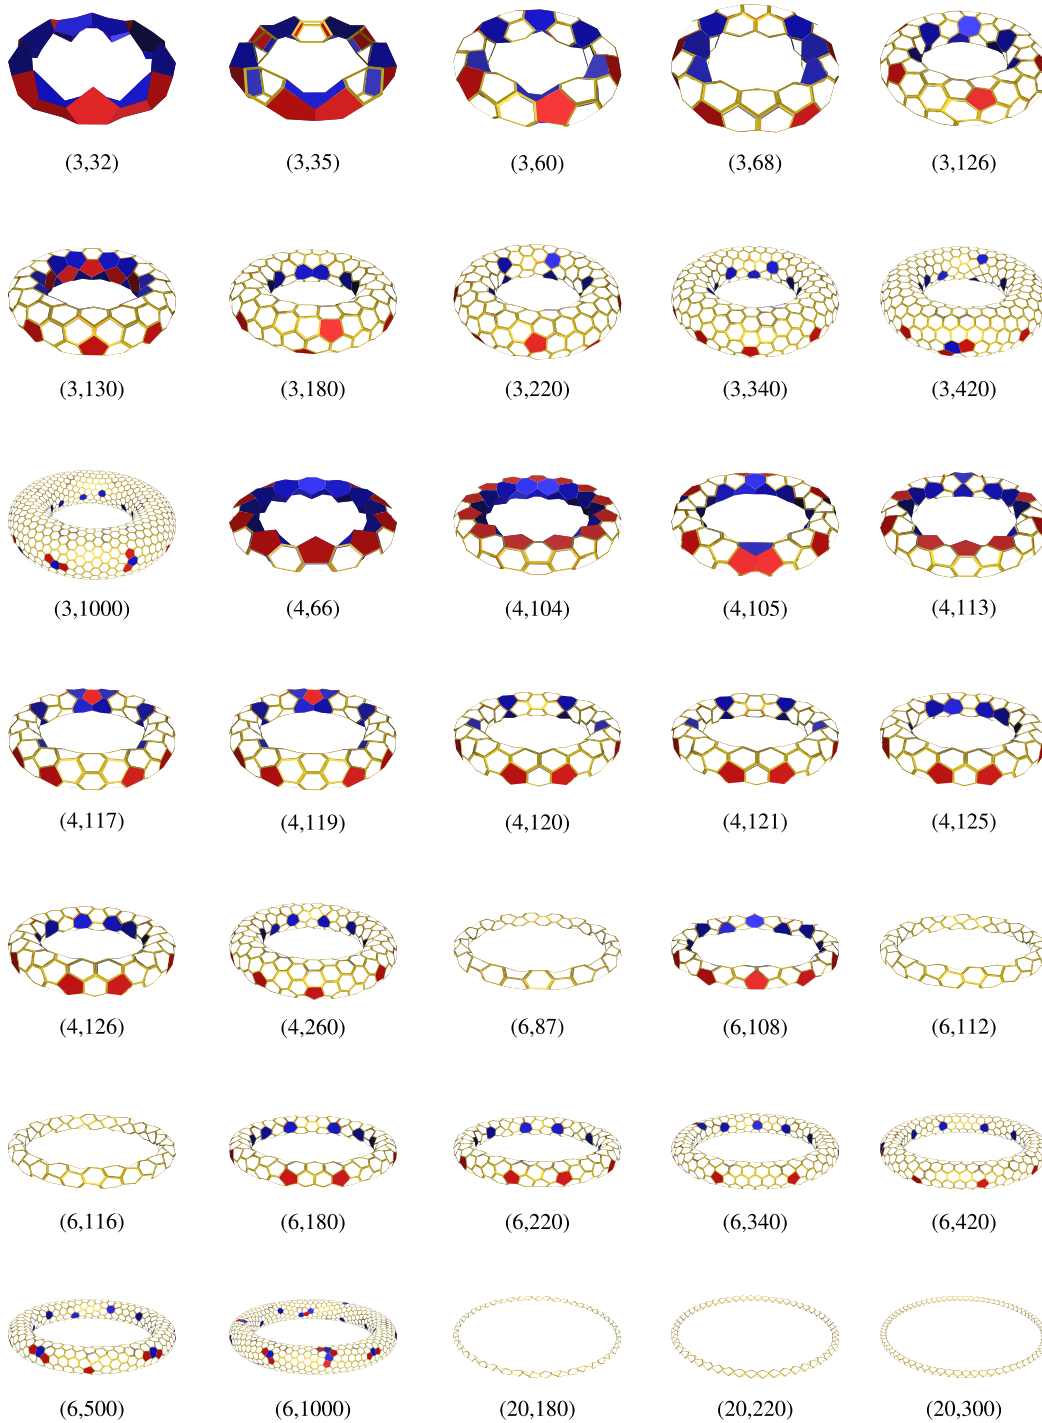 (3,32) (3,35) (3,60) (3,68) (3,126)
(3,130) (3,180) (3,220) (3,340) (3,420)
(3,1000) (4,66) (4,104) (4,105) (4,113)
(4,117) (4,119) (4,120) (4,121) (4,125)
(4,126) (4,260) (6,87) (6,108) (6,112)
(6,116) (6,180) (6,220) (6,340) (6,420)
(6,500) (6,1000) (20,180) (20,220) (20,300)